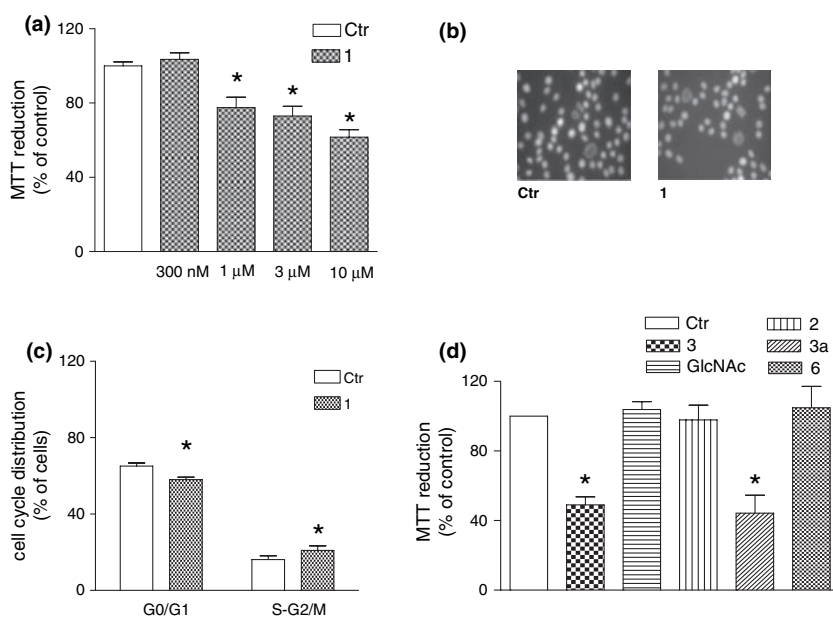 (a)
120
80
40
0
MTT reduction
(% of control)
Ctr
1
*
*
*
300 nM 1 μM 3 μM 10 μM
(b)
Ctr 1
(c)
120
80
40
0
cell cycle distribution
(% of cells)
Ctr
1
*
*
G0/G1 S-G2/M
(d)
Ctr 2
3 3a
GlcNAc 6
120
80
40
0
MTT reduction
(% of control)
*
*